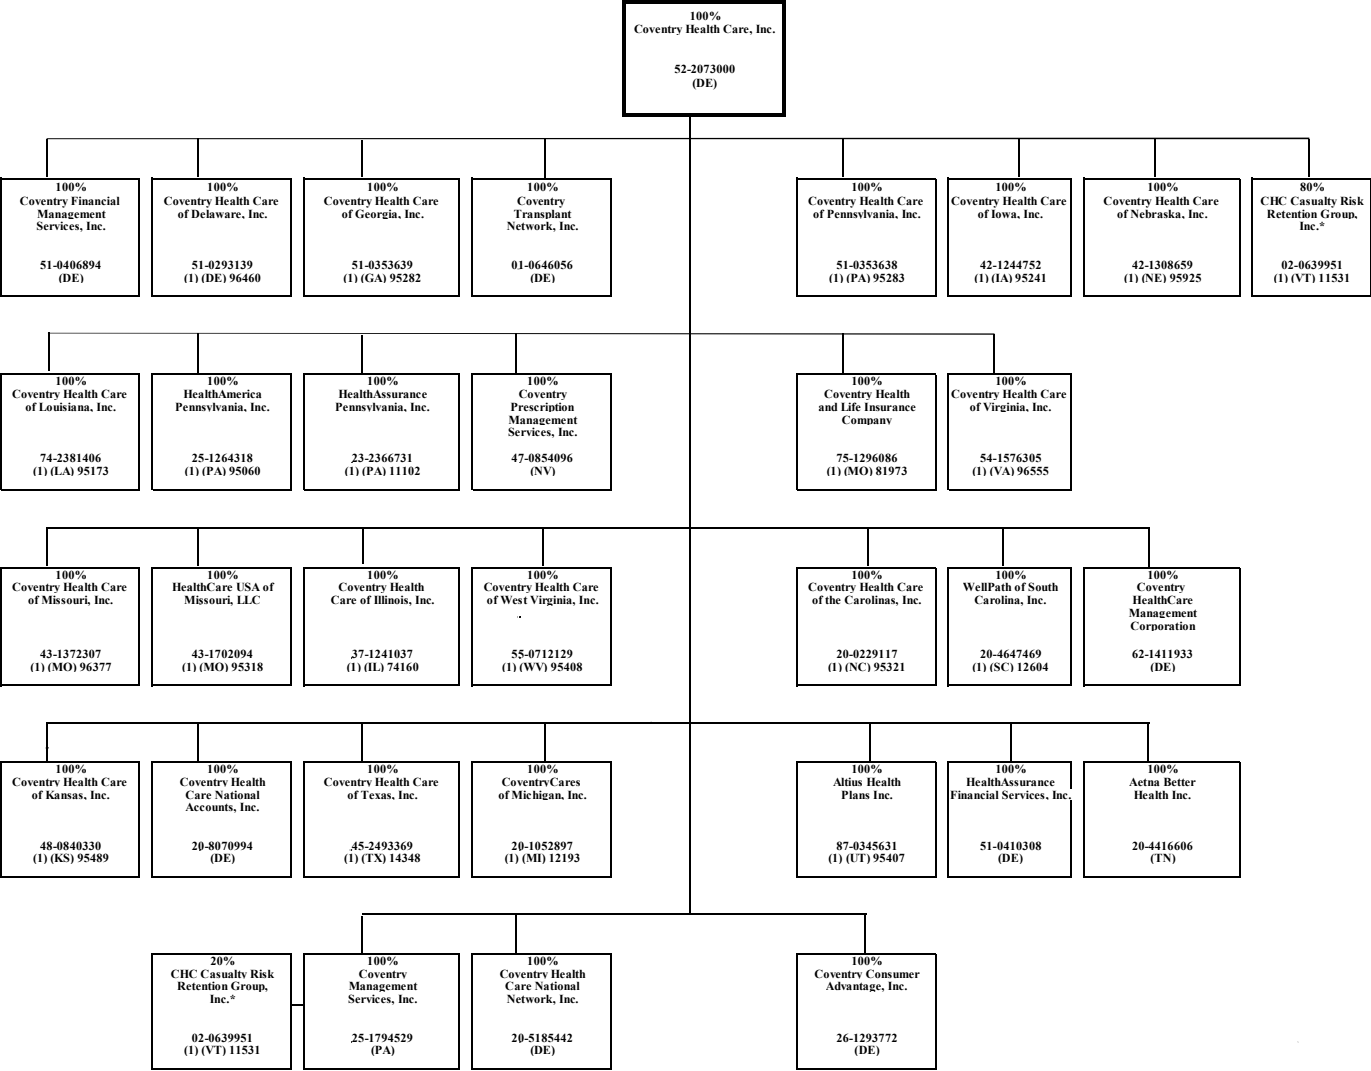 100%
Coventry Health Care, Inc.
52-2073000
(DE)
100%
Coventry Financial
Management
Services, Inc.
51-0406894
(DE)
100%
Coventry Health Care
of Delaware, Inc.
51-0293139
(1) (DE) 96460
100%
Coventry Health Care
of Georgia, Inc.
51-0353639
(1) (GA) 95282
100%
Coventry
Transplant
Network, Inc.
01-0646056
(DE)
100%
Coventry Health Care
of Pennsylvania, Inc.
51-0353638
(1) (PA) 95283
100%
Coventry Health Care
of Iowa, Inc.
42-1244752
(1) (IA) 95241
100%
Coventry Health Care
of Nebraska, Inc.
42-1308659
(1) (NE) 95925
80%
CHC Casualty Risk
Retention Group,
Inc.*
02-0639951
(1) (VT) 11531
100%
Coventry Health Care
of Louisiana, Inc.
74-2381406
(1) (LA) 95173
100%
HealthAmerica
Pennsylvania, Inc.
25-1264318
(1) (PA) 95060
100%
HealthAssurance
Pennsylvania, Inc.
23-2366731
(1) (PA) 11102
100%
Coventry
Prescription
Management
Services, Inc.
47-0854096
(NV)
100%
Coventry Health
and Life Insurance
Company
75-1296086
(1) (MO) 81973
100%
Coventry Health Care
of Virginia, Inc.
54-1576305
(1) (VA) 96555
100%
Coventry Health Care
of Missouri, Inc.
43-1372307
(1) (MO) 96377
100%
HealthCare USA of
Missouri, LLC
43-1702094
(1) (MO) 95318
100%
Coventry Health
Care of Illinois, Inc.
37-1241037
(1) (IL) 74160
100%
Coventry Health Care
of West Virginia, Inc.
55-0712129
(1) (WV) 95408
100%
Coventry Health Care
of the Carolinas, Inc.
20-0229117
(1) (NC) 95321
100%
WellPath of South
Carolina, Inc.
20-4647469
(1) (SC) 12604
100%
Coventry
HealthCare
Management
Corporation
62-1411933
(DE)
100%
Coventry Health Care
of Kansas, Inc.
48-0840330
(1) (KS) 95489
100%
Coventry Health
Care National
Accounts, Inc.
20-8070994
(DE)
100%
Coventry Health Care
of Texas, Inc.
45-2493369
(1) (TX) 14348
100%
CoventryCares
of Michigan, Inc.
20-1052897
(1) (MI) 12193
100%
Altius Health
Plans Inc.
87-0345631
(1) (UT) 95407
100%
HealthAssurance
Financial Services, Inc.
51-0410308
(DE)
100%
Aetna Better
Health Inc.
20-4416606
(TN)
20%
CHC Casualty Risk
Retention Group,
Inc.*
02-0639951
(1) (VT) 11531
100%
Coventry
Management
Services, Inc.
25-1794529
(PA)
100%
Coventry Health
Care National
Network, Inc.
20-5185442
(DE)
100%
Coventry Consumer
Advantage, Inc.
26-1293772
(DE)